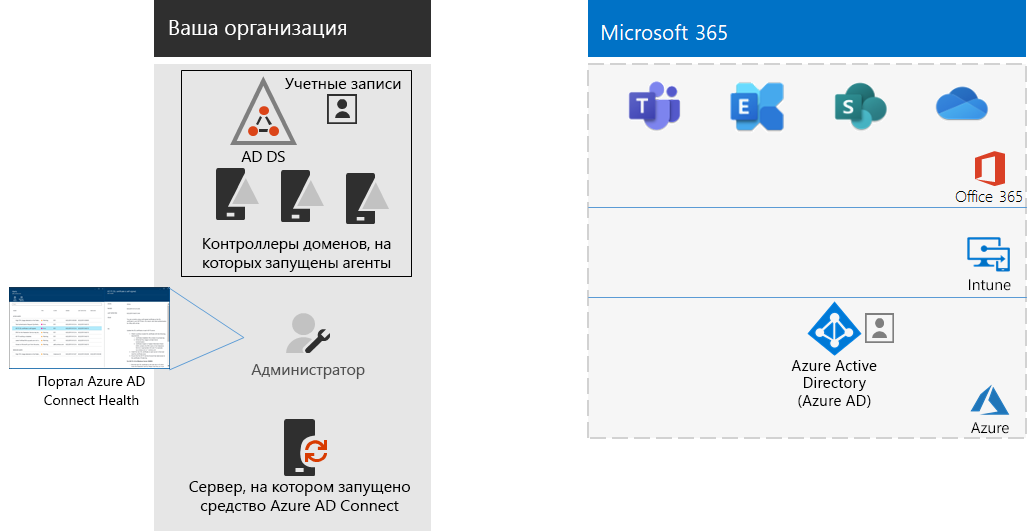 Ваша организация
Учетные записи
AD DS
Контроллеры доменов, на
которых запущены агенты
Портал Azure AD
Connect Health
Администратор
Сервер, на котором запущено
средство Azure AD Connect
Microsoft 365
T
E
S
Office 365
Intune
Azure Active
Directory
(Azure AD)
Azure